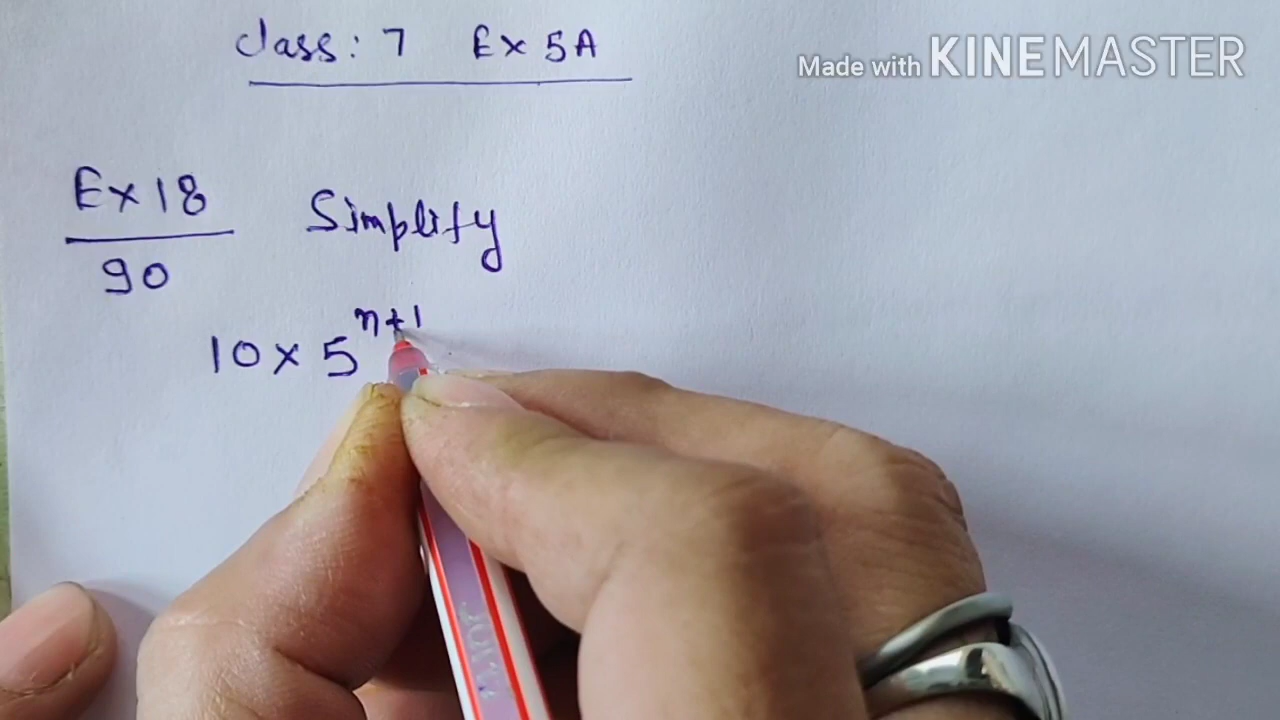 Class: 7 Ex 5A
Made with KINEMASTER
Ex 18
90
Simplify
10 × 5^{n+1}